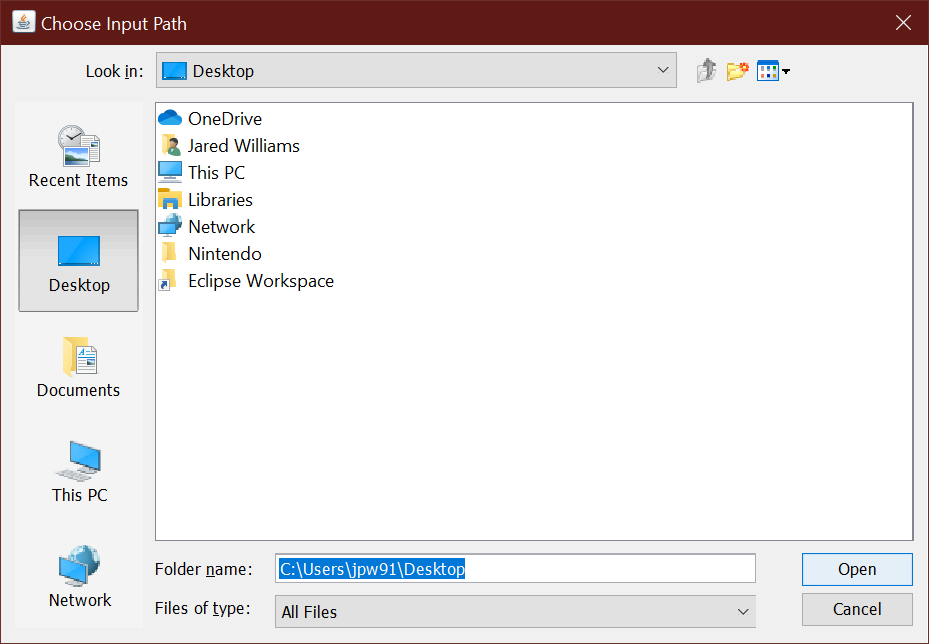 Choose Input Path
Look in: Desktop
OneDrive
Jared Williams
This PC
Libraries
Network
Nintendo
Eclipse Workspace
Recent Items
Desktop
Documents
This PC
Network
Folder name: C:\Users\jpw91\Desktop
Open
Files of type: All Files
Cancel